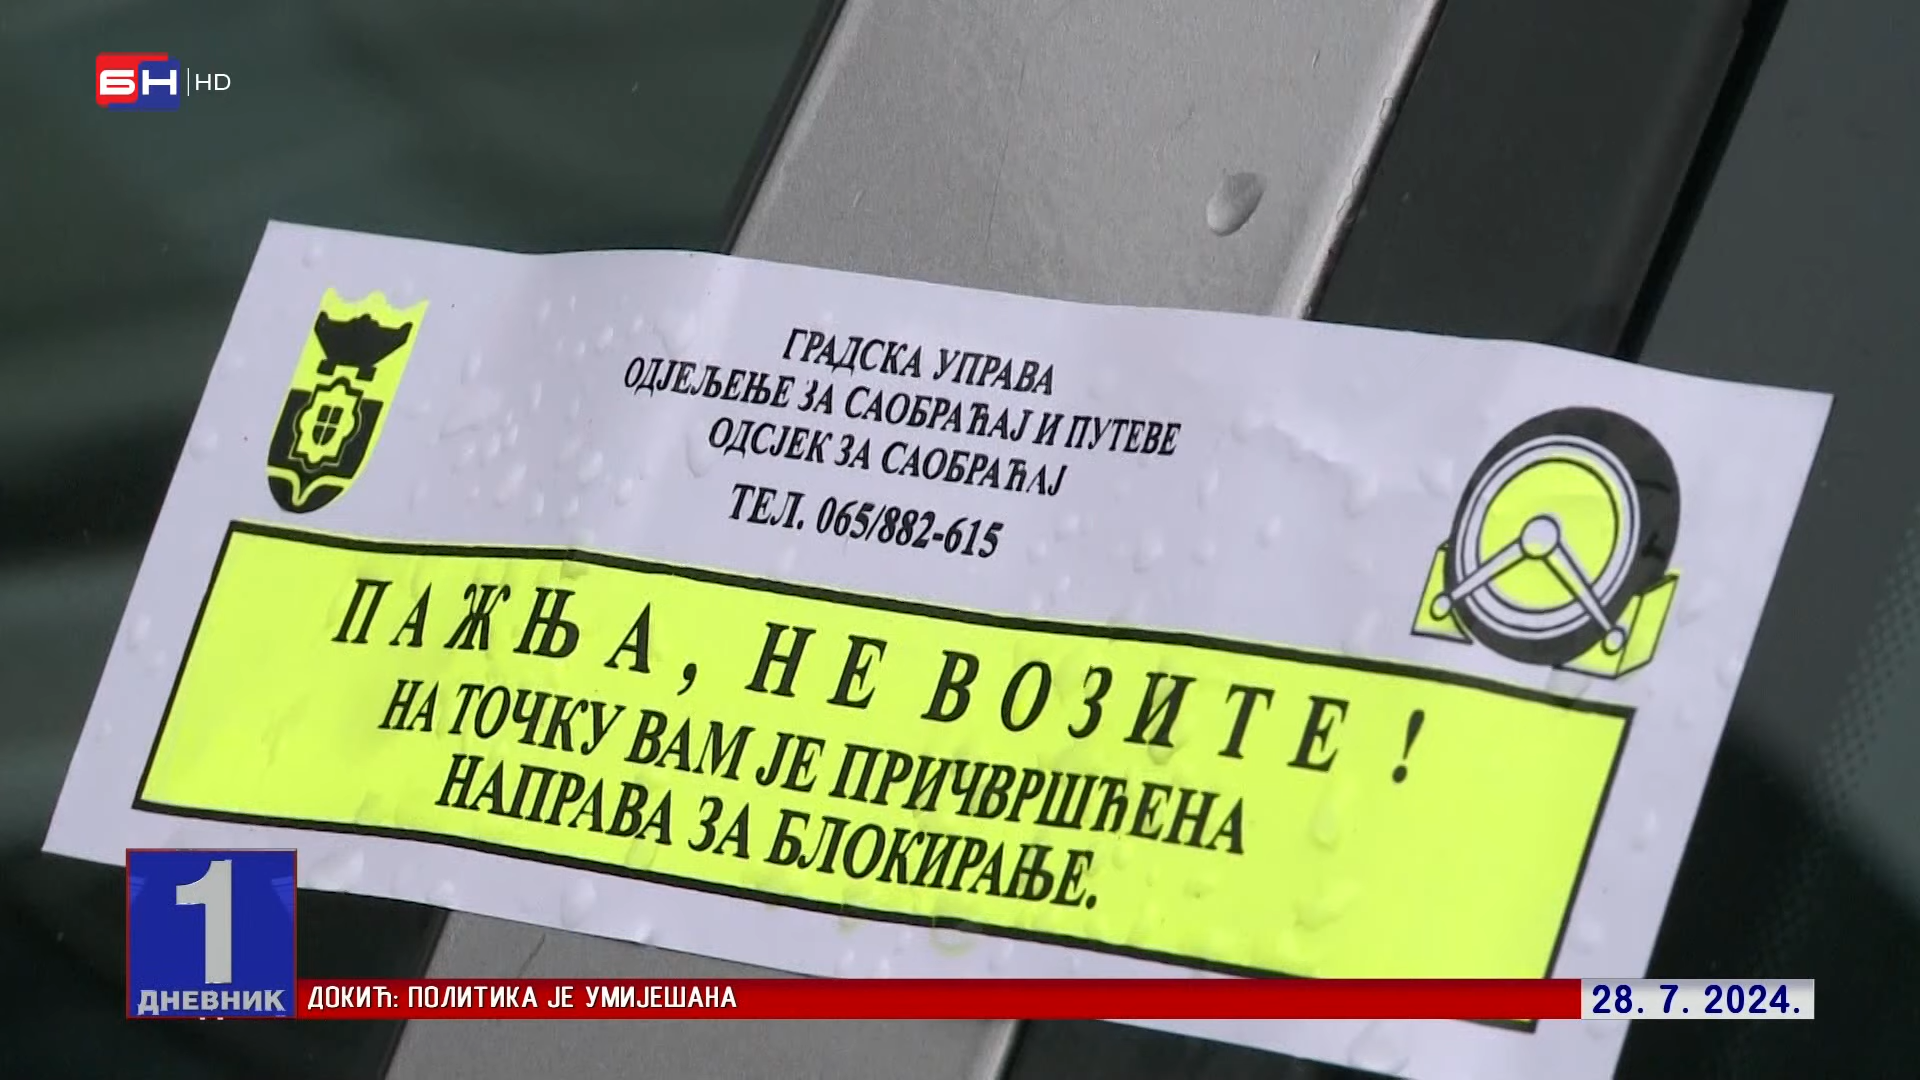 БН HD
ГРАДСКА УПРАВА
ОДЈЕЉЕЊЕ ЗА САОБРАЋАЈ И ПУТЕВЕ
ОДСЈЕК ЗА САОБРАЋАЈ
ТЕЛ. 065/882-615
ПАЖЊА, НЕ ВОЗИТЕ!
НА ТОЧКУ ВАМ ЈЕ ПРИЧВРШЋЕНА
НАПРАВА ЗА БЛОКИРАЊЕ.
1
ДНЕВНИК
ДОКИЋ: ПОЛИТИКА ЈЕ УМИЈЕШАНА
28. 7. 2024.